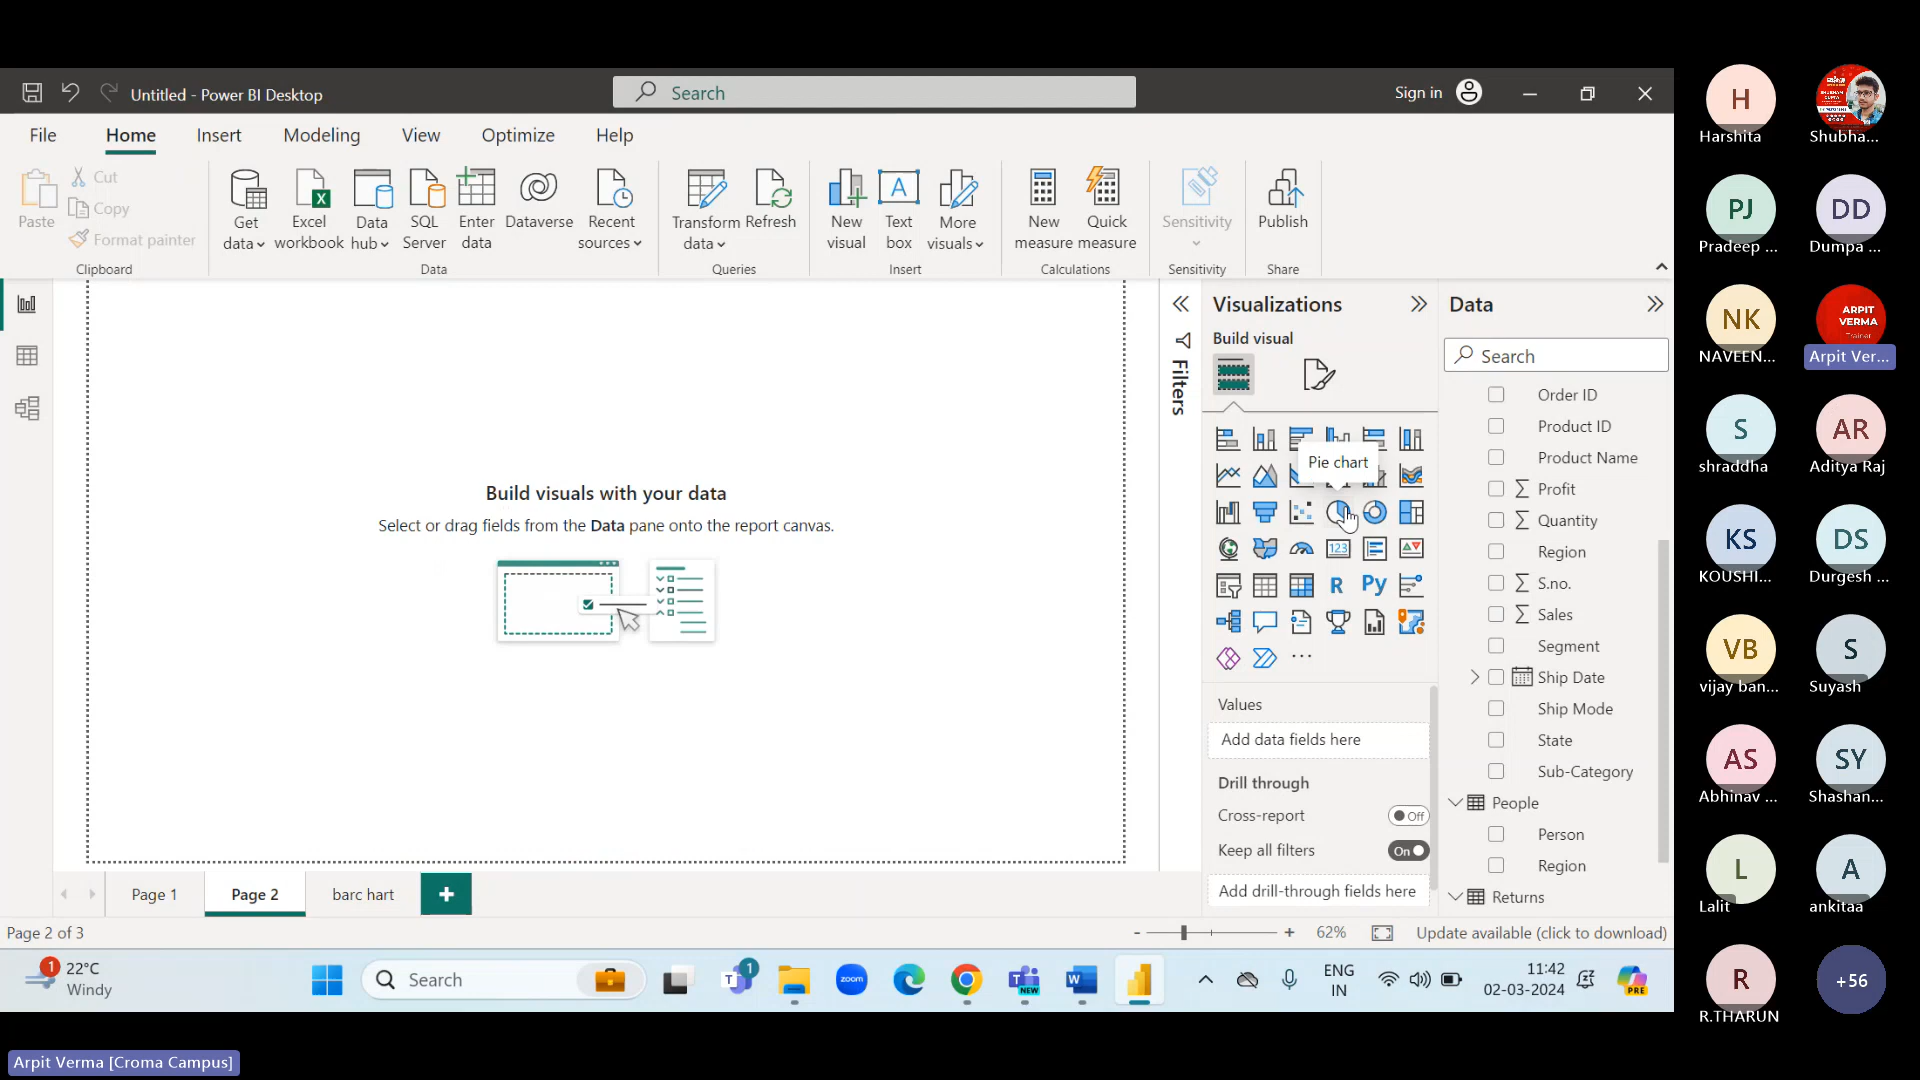 Untitled - Power BI Desktop
Search
Sign in
File
Home
Insert
Modeling
View
Optimize
Help
Paste
Cut
Copy
Format painter
Clipboard
Get data
Excel workbook
Data hub
SQL Server
Enter data
Dataverse
Recent sources
Data
Transform data
Refresh
Queries
New visual
Text box
More visuals
Insert
New measure
Quick measure
Calculations
Sensitivity
Sensitivity
Publish
Share
Build visuals with your data
Select or drag fields from the Data pane onto the report canvas.
Filters
Visualizations
Build visual
Pie chart
123
R
Py
Values
Add data fields here
Drill through
Cross-report
Off
Keep all filters
On
Add drill-through fields here
Data
Search
Order ID
Product ID
Product Name
Profit
Quantity
Region
S.no.
Sales
Segment
Ship Date
Ship Mode
State
Sub-Category
People
Person
Region
Returns
Page 1
Page 2
barc hart
Page 2 of 3
62%
Update available (click to download)
1
22°C
Windy
Search
1
zoom
NEW
ENG
IN
11:42
02-03-2024
PRE
H
Harshita
Shubha...
PJ
Pradeep ...
DD
Dumpa ...
NK
NAVEEN...
ARPIT
VERMA
Trainer
Arpit Ver...
S
shraddha
AR
Aditya Raj
KS
KOUSHI...
DS
Durgesh ...
VB
vijay ban...
S
Suyash
AS
Abhinav ...
SY
Shashan...
L
Lalit
A
ankitaa
R
R.THARUN
+56
Arpit Verma [Croma Campus]